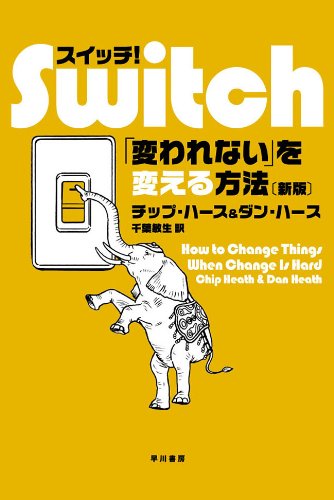 スイッチ!
Switch
「変われない」を
変える方法〔新版〕
チップ・ハース&ダン・ハース
千葉敏生 訳
How to Change Things
When Change Is Hard
Chip Heath & Dan Heath
早川書房